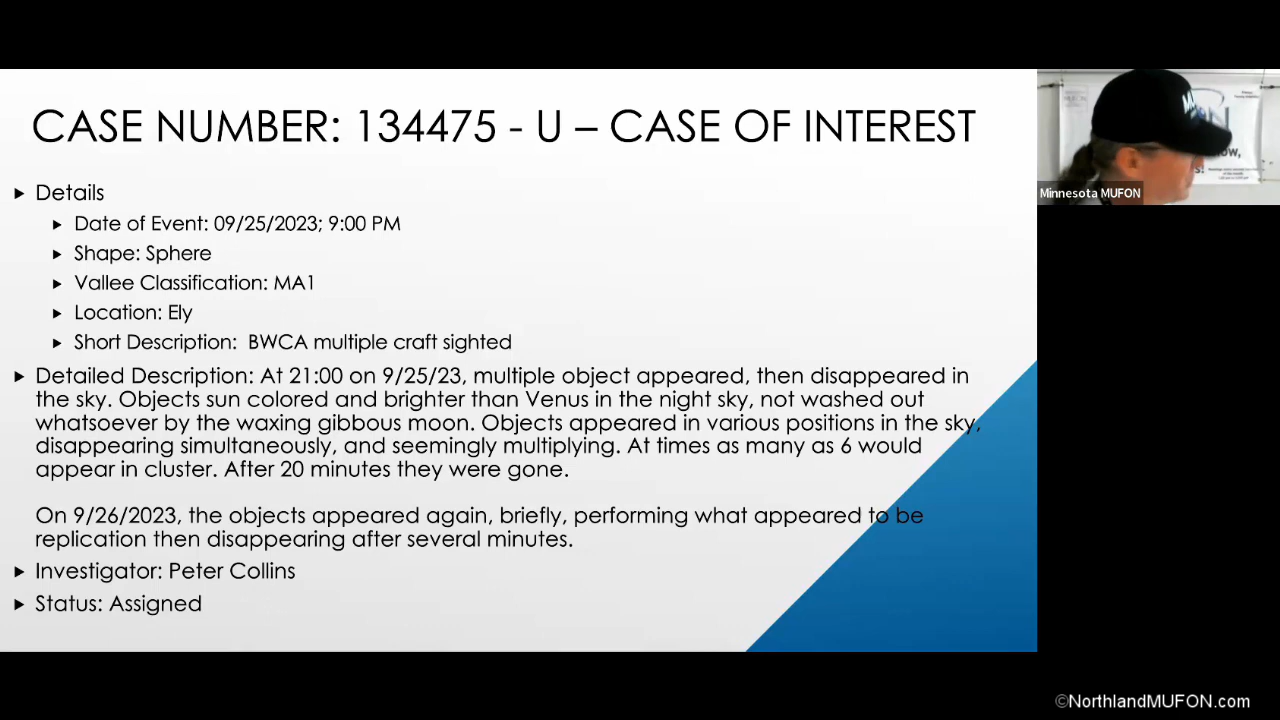 CASE NUMBER: 134475 - U – CASE OF INTEREST
Details
Date of Event: 09/25/2023; 9:00 PM
Shape: Sphere
Vallee Classification: MA1
Location: Ely
Short Description: BWCA multiple craft sighted
Detailed Description: At 21:00 on 9/25/23, multiple object appeared, then disappeared in
the sky. Objects sun colored and brighter than Venus in the night sky, not washed out
whatsoever by the waxing gibbous moon. Objects appeared in various positions in the sky,
disappearing simultaneously, and seemingly multiplying. At times as many as 6 would
appear in cluster. After 20 minutes they were gone.
On 9/26/2023, the objects appeared again, briefly, performing what appeared to be
replication then disappearing after several minutes.
Investigator: Peter Collins
Status: Assigned
Minnesota MUFON
©NorthlandMUFON.com